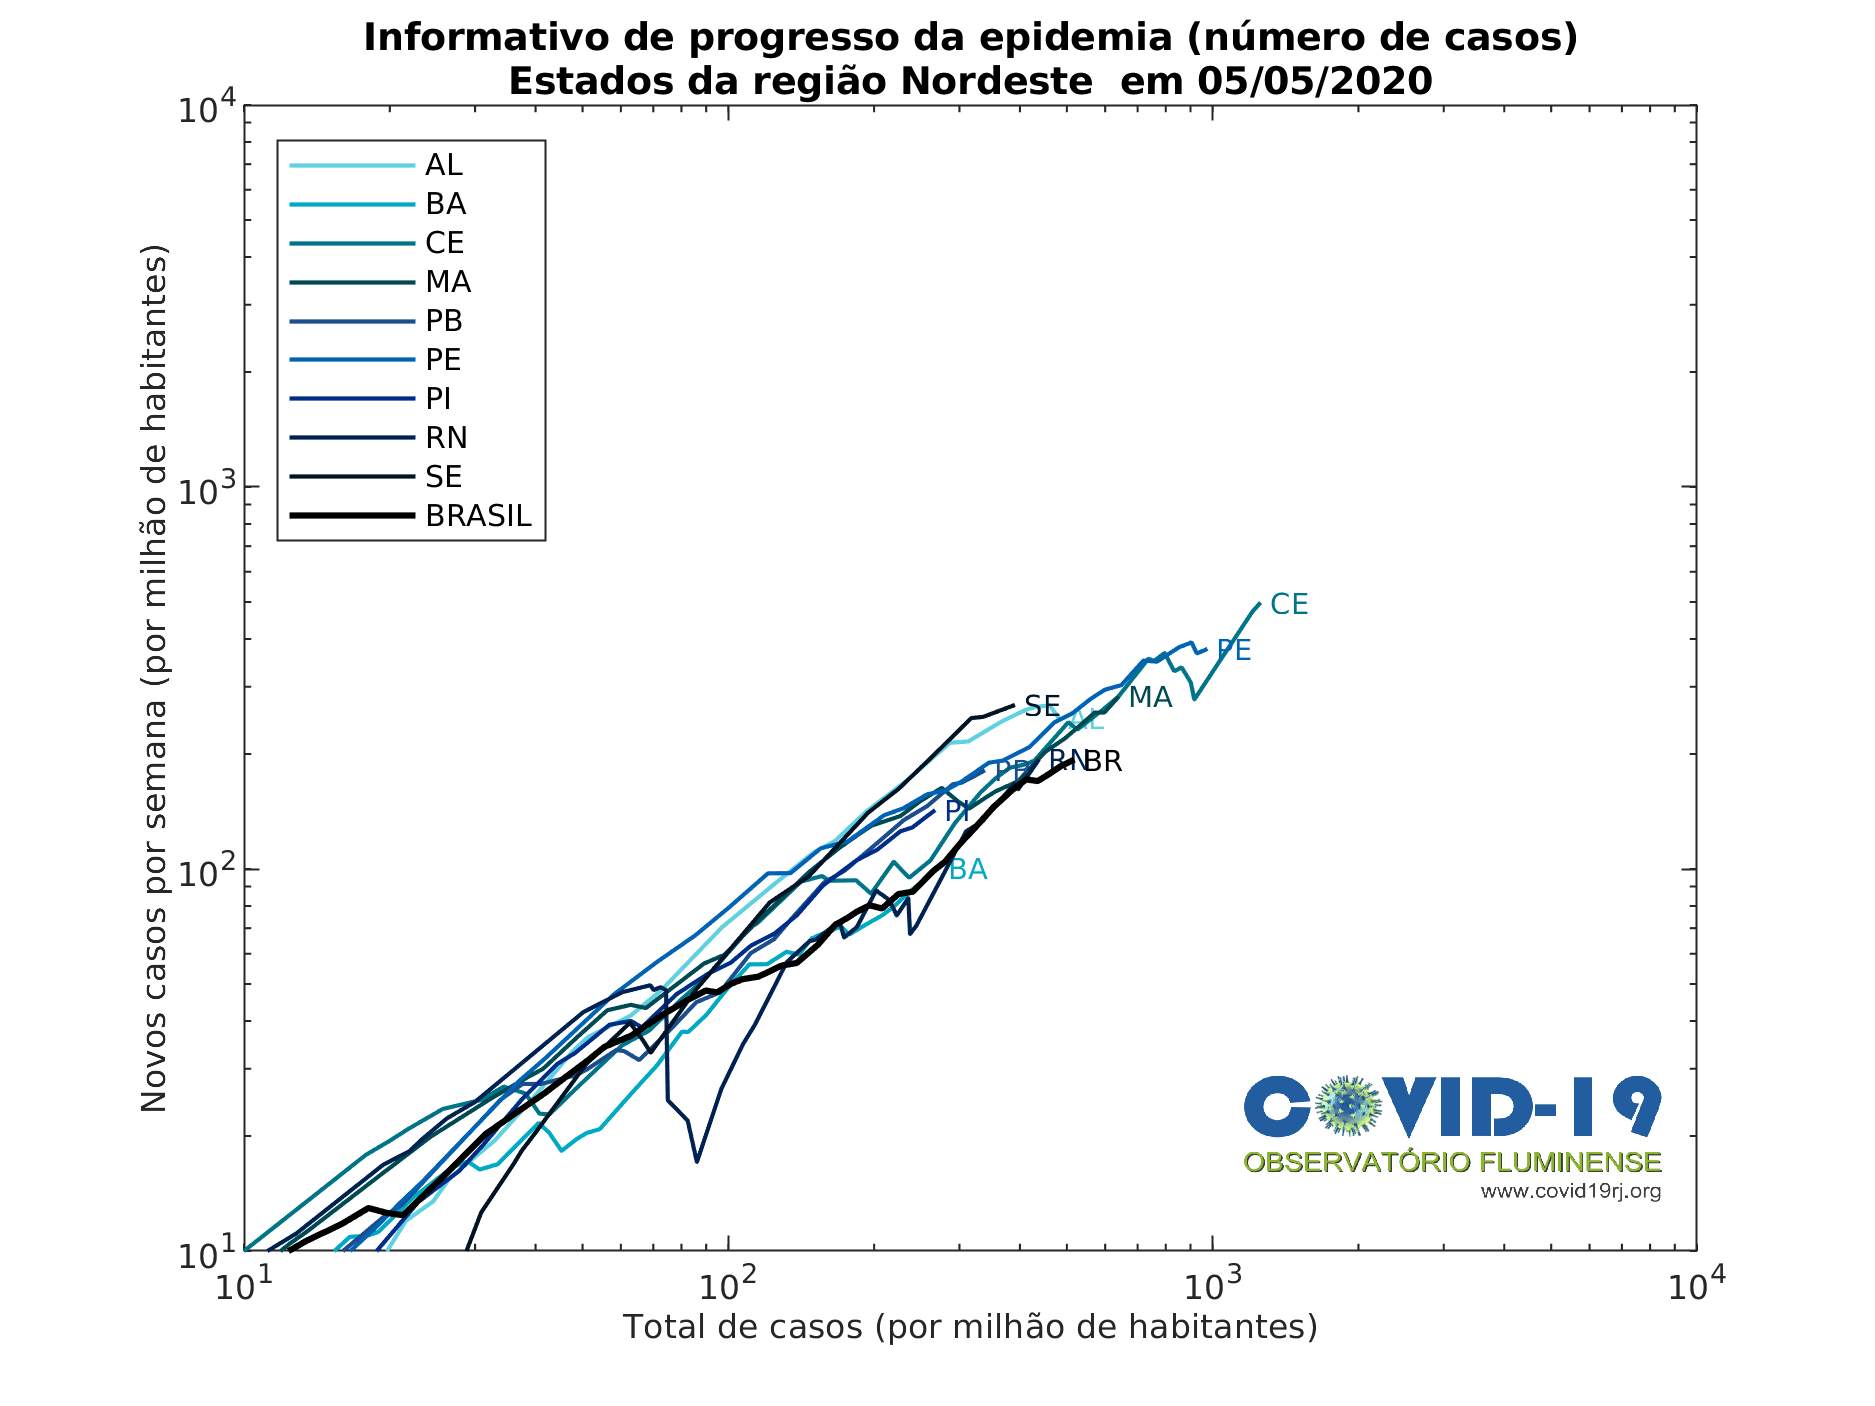 Informativo de progresso da epidemia (número de casos)
Estados da região Nordeste  em 05/05/2020
10^4
10^3
10^2
10^1
Novos casos por semana (por milhão de habitantes)
AL
BA
CE
MA
PB
PE
PI
RN
SE
BRASIL
CE
PE
MA
SE
AL
RN
BR
PB
PI
BA
COVID-19
OBSERVATÓRIO FLUMINENSE
www.covid19rj.org
10^1
10^2
10^3
10^4
Total de casos (por milhão de habitantes)